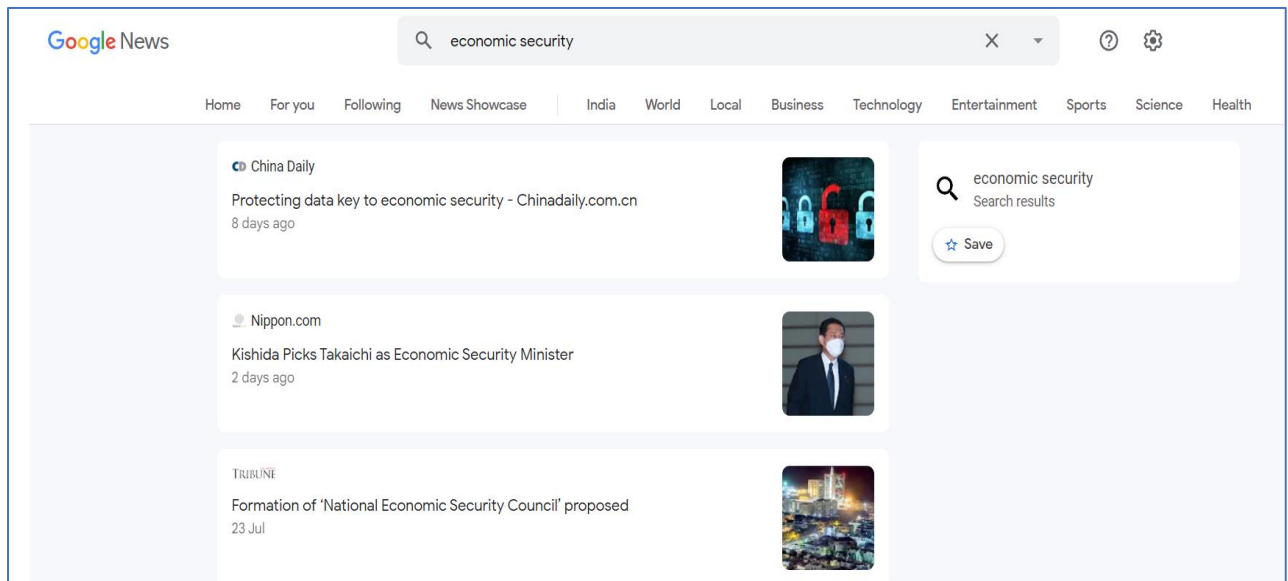 Google News
economic security
Home For you Following News Showcase India World Local Business Technology Entertainment Sports Science Health
CD China Daily
Protecting data key to economic security - Chinadaily.com.cn
8 days ago
economic security
Search results
Save
Nippon.com
Kishida Picks Takaichi as Economic Security Minister
2 days ago
TRIBUNE
Formation of ‘National Economic Security Council’ proposed
23 Jul